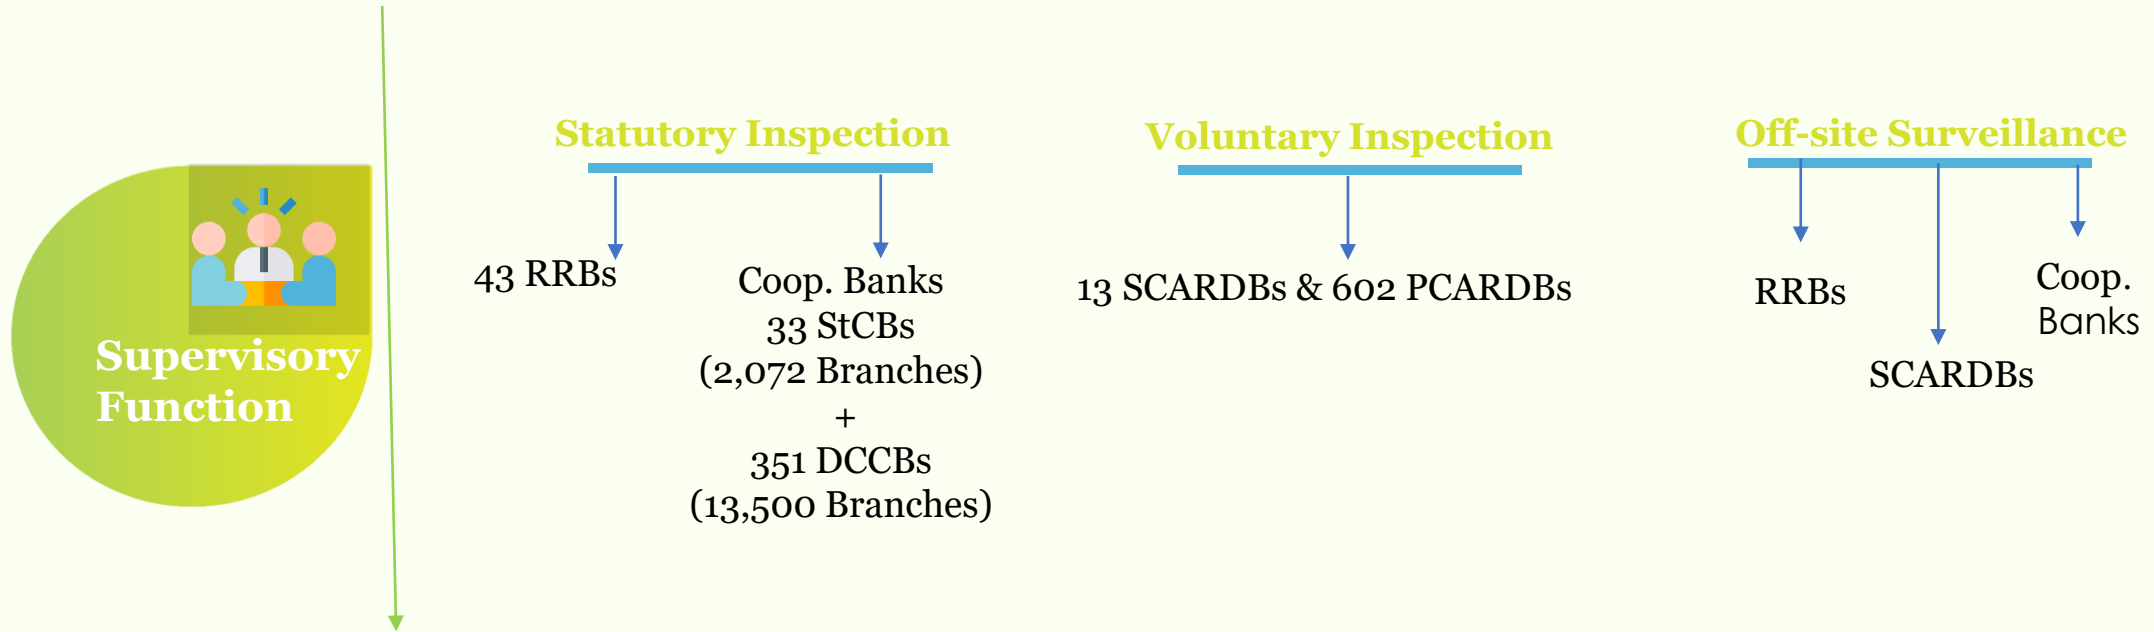 Supervisory
Function
Statutory Inspection
43 RRBs
Coop. Banks
33 StCBs
(2,072 Branches)
+
351 DCCBs
(13,500 Branches)
Voluntary Inspection
13 SCARDBs & 602 PCARDBs
Off-site Surveillance
RRBs
SCARDBs
Coop.
Banks